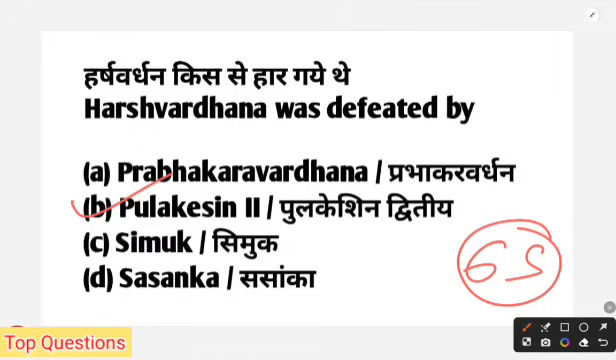 हर्षवर्धन किस से हार गये थे
Harshvardhana was defeated by
(a) Prabhakaravardhana / प्रभाकरवर्धन
(b) Pulakesin II / पुलकेशिन द्वितीय
(c) Simuk / सिमुक
(d) Sasanka / ससांका
Top Questions